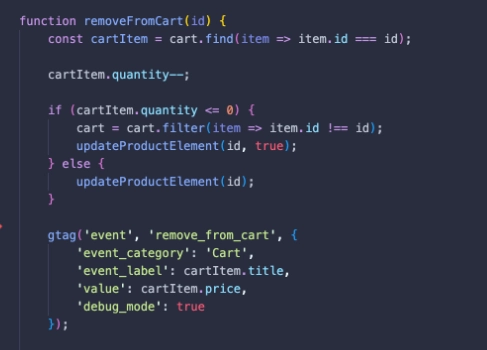 function removeFromCart(id) {
    const cartItem = cart.find(item => item.id === id);
    cartItem.quantity--;
    if (cartItem.quantity <= 0) {
        cart = cart.filter(item => item.id !== id);
        updateProductElement(id, true);
    } else {
        updateProductElement(id);
    }
    gtag('event', 'remove_from_cart', {
        'event_category': 'Cart',
        'event_label': cartItem.title,
        'value': cartItem.price,
        'debug_mode': true
    });